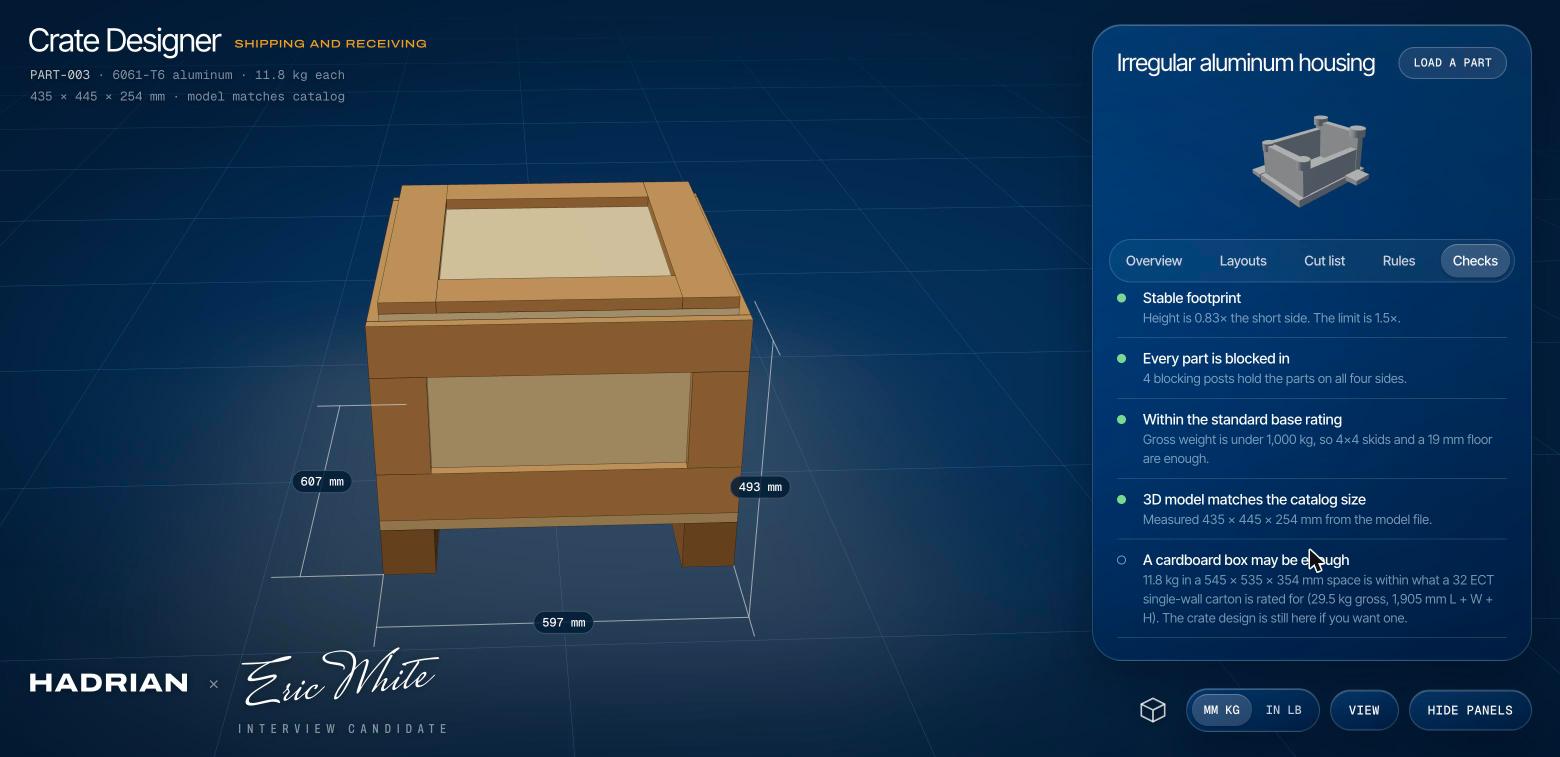 Crate Designer SHIPPING AND RECEIVING
PART-003 · 6061-T6 aluminum · 11.8 kg each
435 × 445 × 254 mm · model matches catalog
607 mm
493 mm
597 mm
HADRIAN × Eric White
INTERVIEW CANDIDATE
Irregular aluminum housing LOAD A PART
Overview Layouts Cut list Rules Checks
Stable footprint
Height is 0.83× the short side. The limit is 1.5×.
Every part is blocked in
4 blocking posts hold the parts on all four sides.
Within the standard base rating
Gross weight is under 1,000 kg, so 4×4 skids and a 19 mm floor
are enough.
3D model matches the catalog size
Measured 435 × 445 × 254 mm from the model file.
A cardboard box may be enough
11.8 kg in a 545 × 535 × 354 mm space is within what a 32 ECT
single-wall carton is rated for (29.5 kg gross, 1,905 mm L + W +
H). The crate design is still here if you want one.
MM KG IN LB VIEW HIDE PANELS